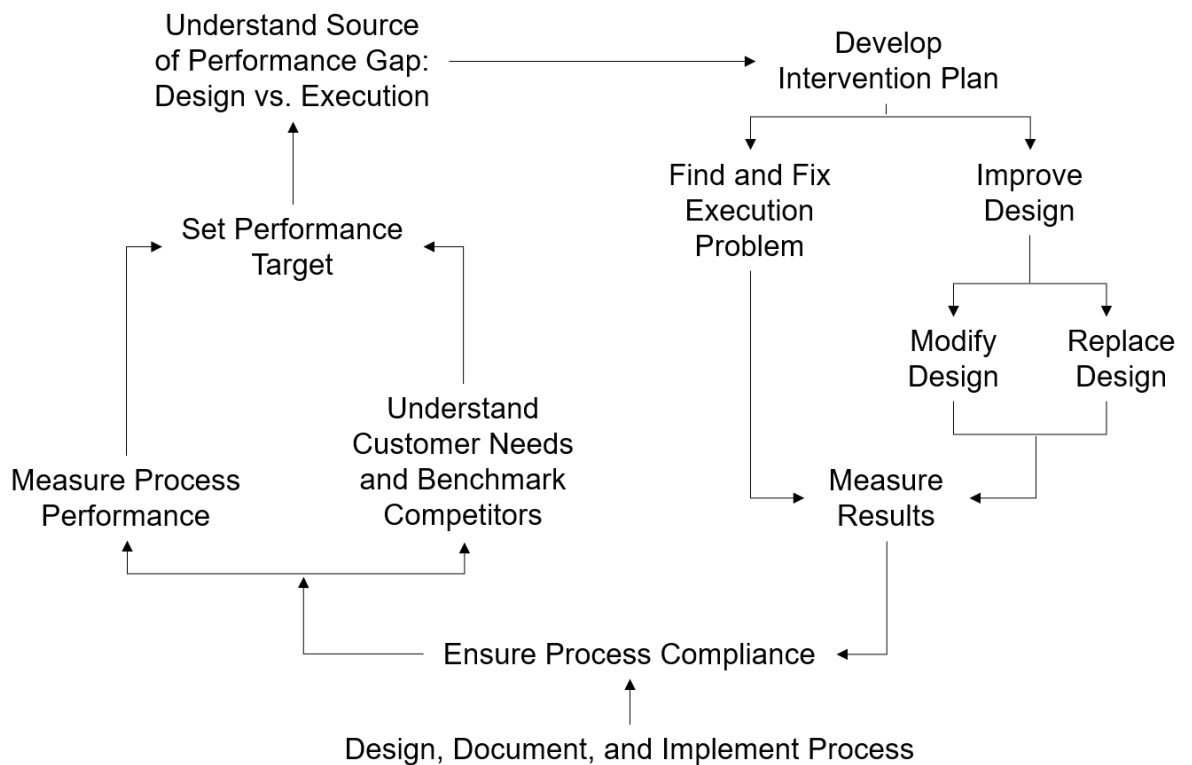 Understand Source
of Performance Gap:
Design vs. Execution
Develop
Intervention Plan
Find and Fix
Execution
Problem
Improve
Design
Set Performance
Target
Modify
Design
Replace
Design
Understand
Customer Needs
and Benchmark
Competitors
Measure Process
Performance
Measure
Results
Ensure Process Compliance
Design, Document, and Implement Process